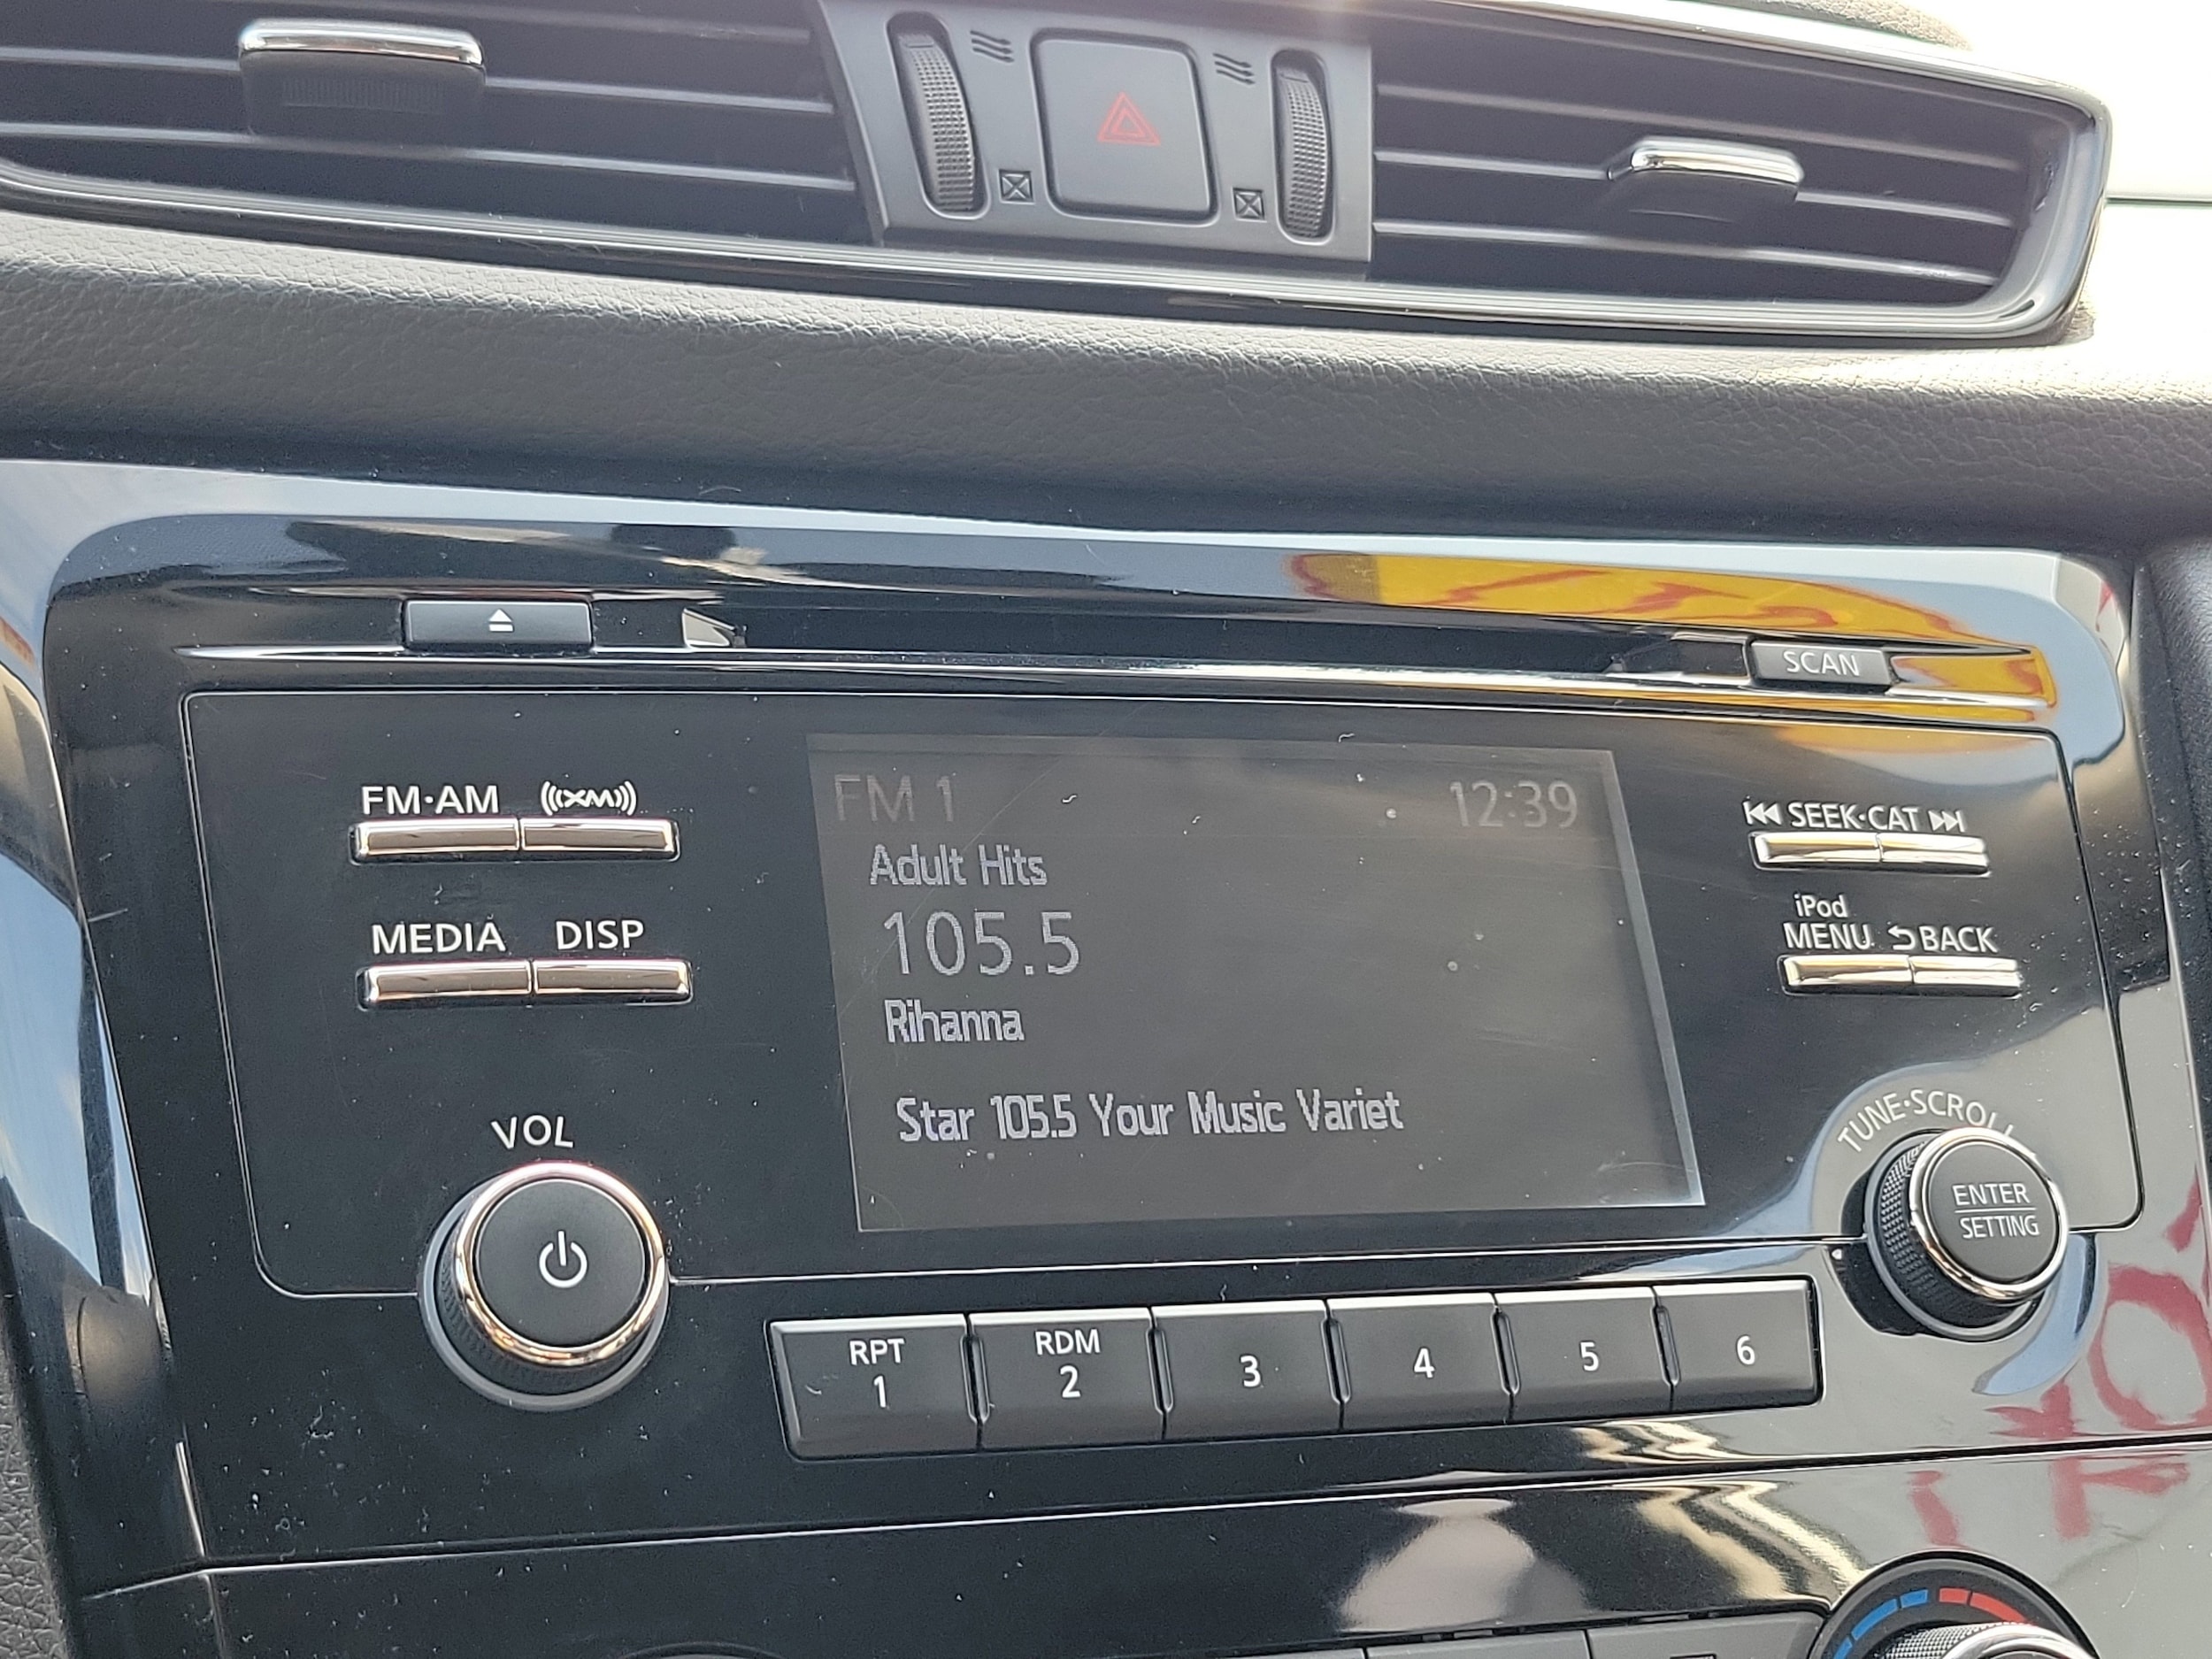 SCAN
FM·AM
((XM))
SEEK·CAT
MEDIA
DISP
iPod
MENU
BACK
FM 1
12:39
Adult Hits
105.5
Rihanna
Star 105.5 Your Music Variet
VOL
TUNE·SCROLL
ENTER
SETTING
RPT
1
RDM
2
3
4
5
6